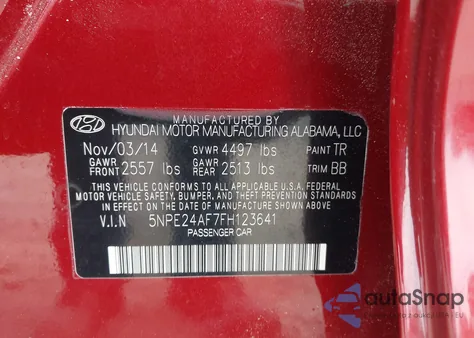 MANUFACTURED BY
HYUNDAI MOTOR MANUFACTURING ALABAMA, LLC
Nov/03/14 GVWR 4497 lbs PAINT TR
GAWR FRONT 2557 lbs GAWR REAR 2513 lbs TRIM BB
THIS VEHICLE CONFORMS TO ALL APPLICABLE U.S.A. FEDERAL
MOTOR VEHICLE SAFETY, BUMPER, AND THEFT PREVENTION STANDARDS
IN EFFECT ON THE DATE OF MANUFACTURE SHOWN ABOVE.
V.I.N 5NPE24AF7FH123641
PASSENGER CAR
autaSnap